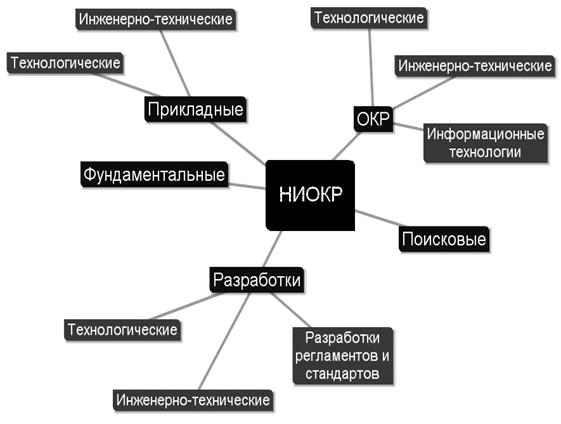 Инженерно-технические
Технологические
Технологические
Инженерно-технические
Прикладные
ОКР
Информационные
технологии
Фундаментальные
НИОКР
Поисковые
Разработки
Технологические
Разработки
регламентов и
стандартов
Инженерно-технические